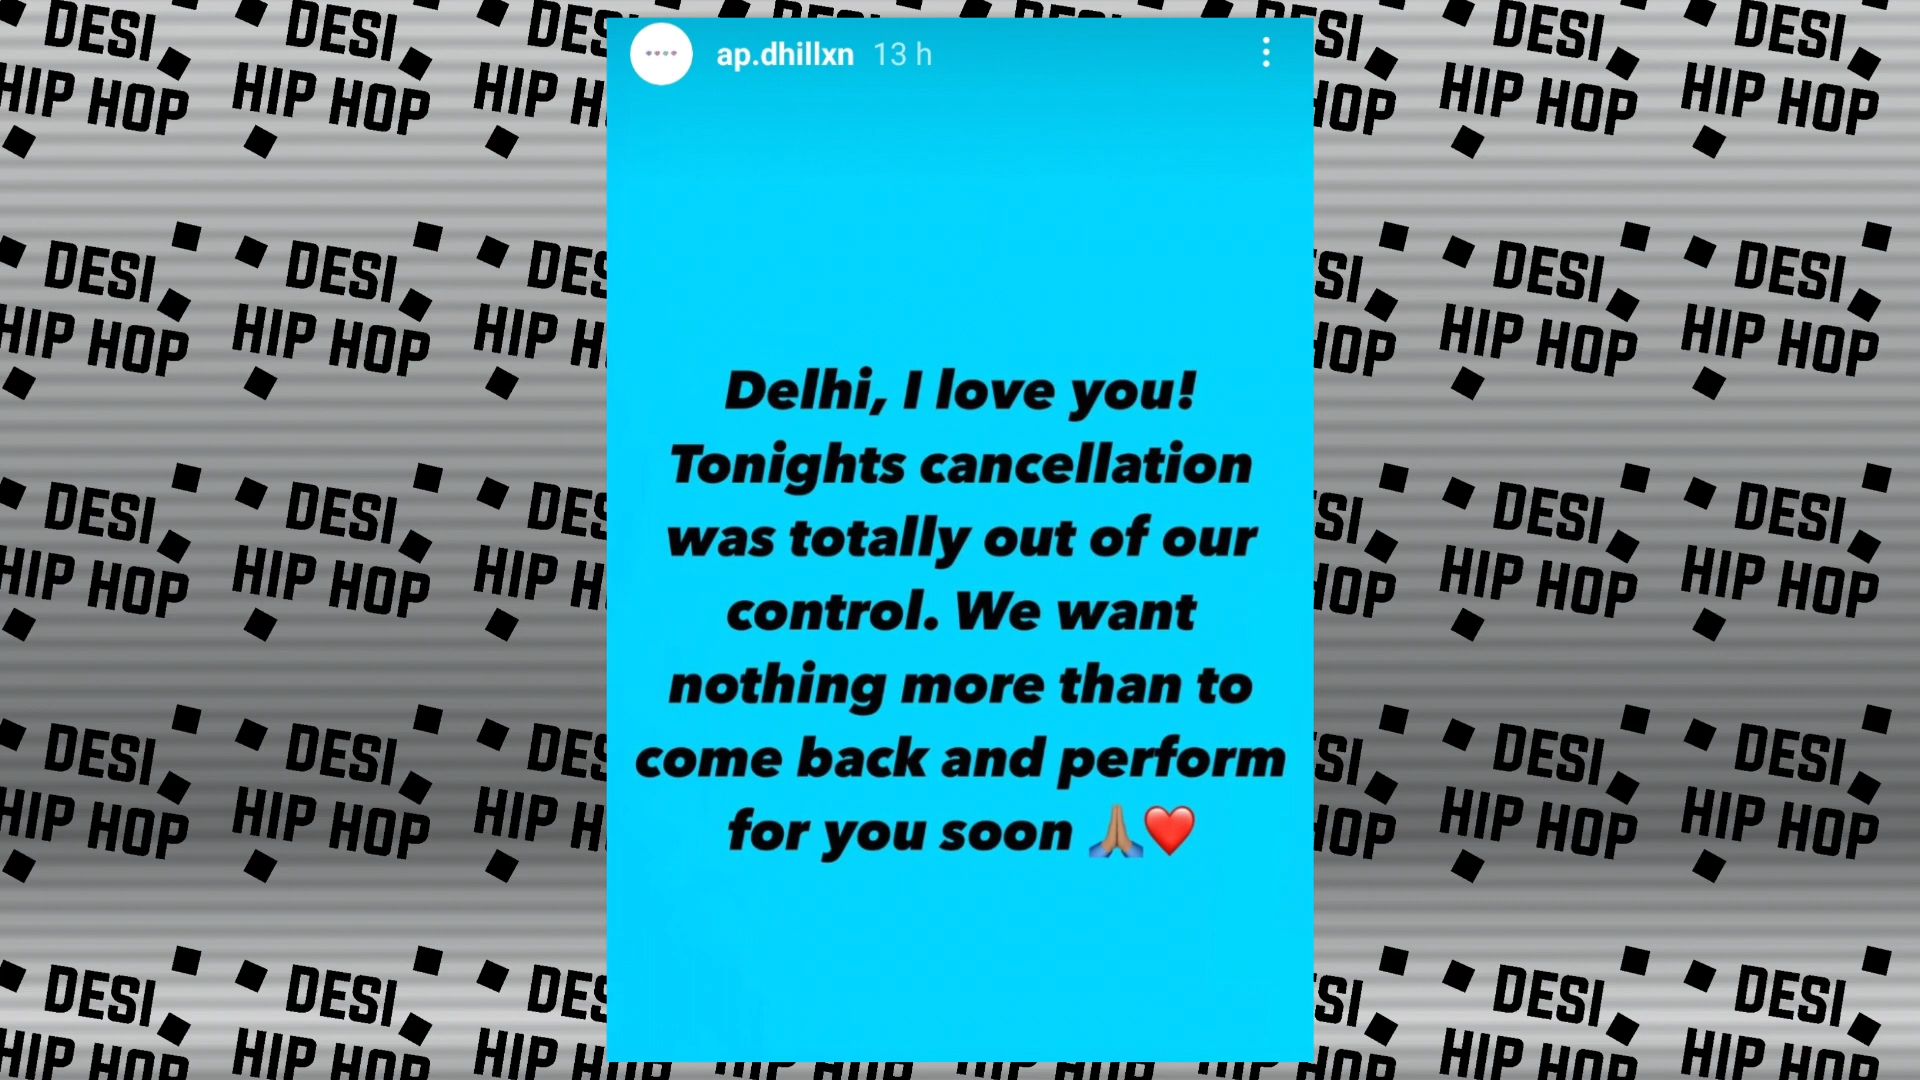 ap.dhillxn 13 h
Delhi, I love you!
Tonights cancellation
was totally out of our
control. We want
nothing more than to
come back and perform
for you soon 🙏🏽❤️
DESI
HIP HOP